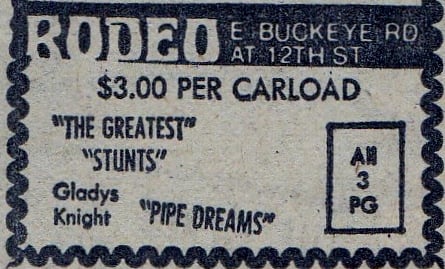 RODEO E. BUCKEYE RD.
AT 12TH ST
$3.00 PER CARLOAD
"THE GREATEST"
"STUNTS"
Gladys
Knight "PIPE DREAMS"
All
3
PG